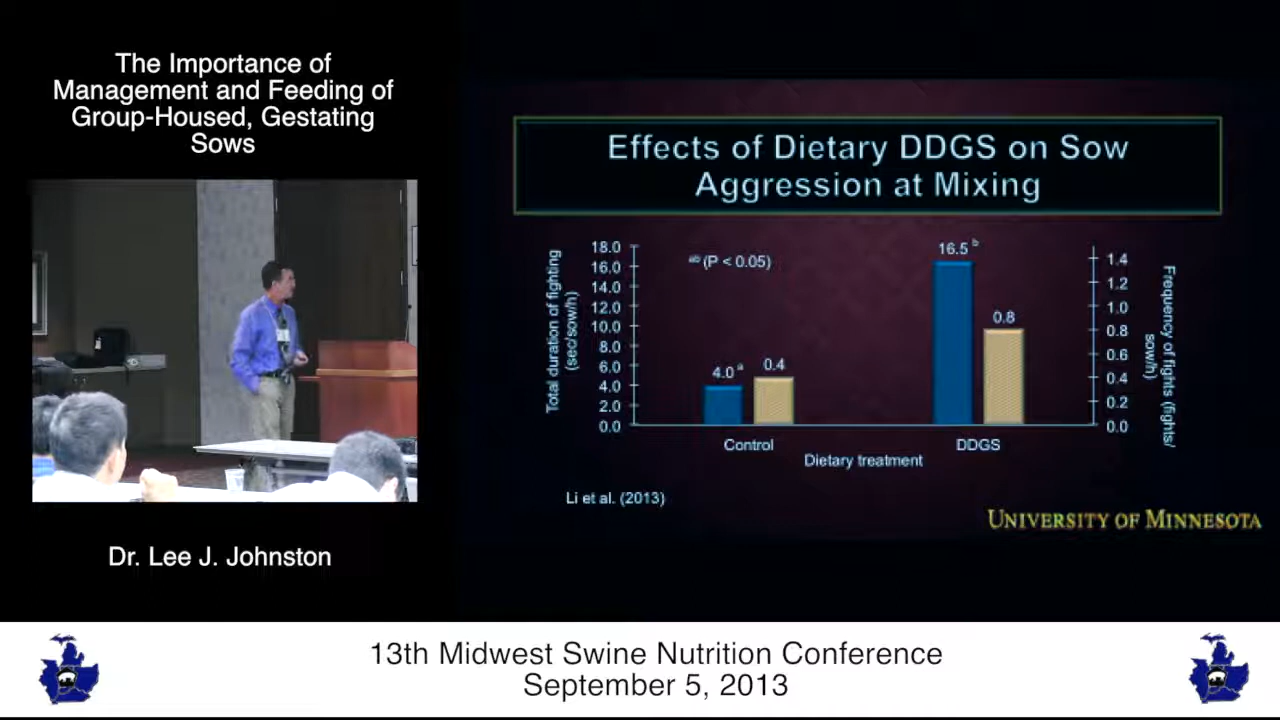 The Importance of
Management and Feeding of
Group-Housed, Gestating
Sows
Effects of Dietary DDGS on Sow
Aggression at Mixing
Total duration of fighting
(sec/sow/h)
18.0
16.0
14.0
12.0
10.0
8.0
6.0
4.0
2.0
0.0
ab (P < 0.05)
4.0 a
0.4
16.5 b
0.8
1.4
1.2
1.0
0.8
0.6
0.4
0.2
0.0
Frequency of fights (fights/
sow/h)
Control
DDGS
Dietary treatment
Li et al. (2013)
UNIVERSITY OF MINNESOTA
Dr. Lee J. Johnston
13th Midwest Swine Nutrition Conference
September 5, 2013